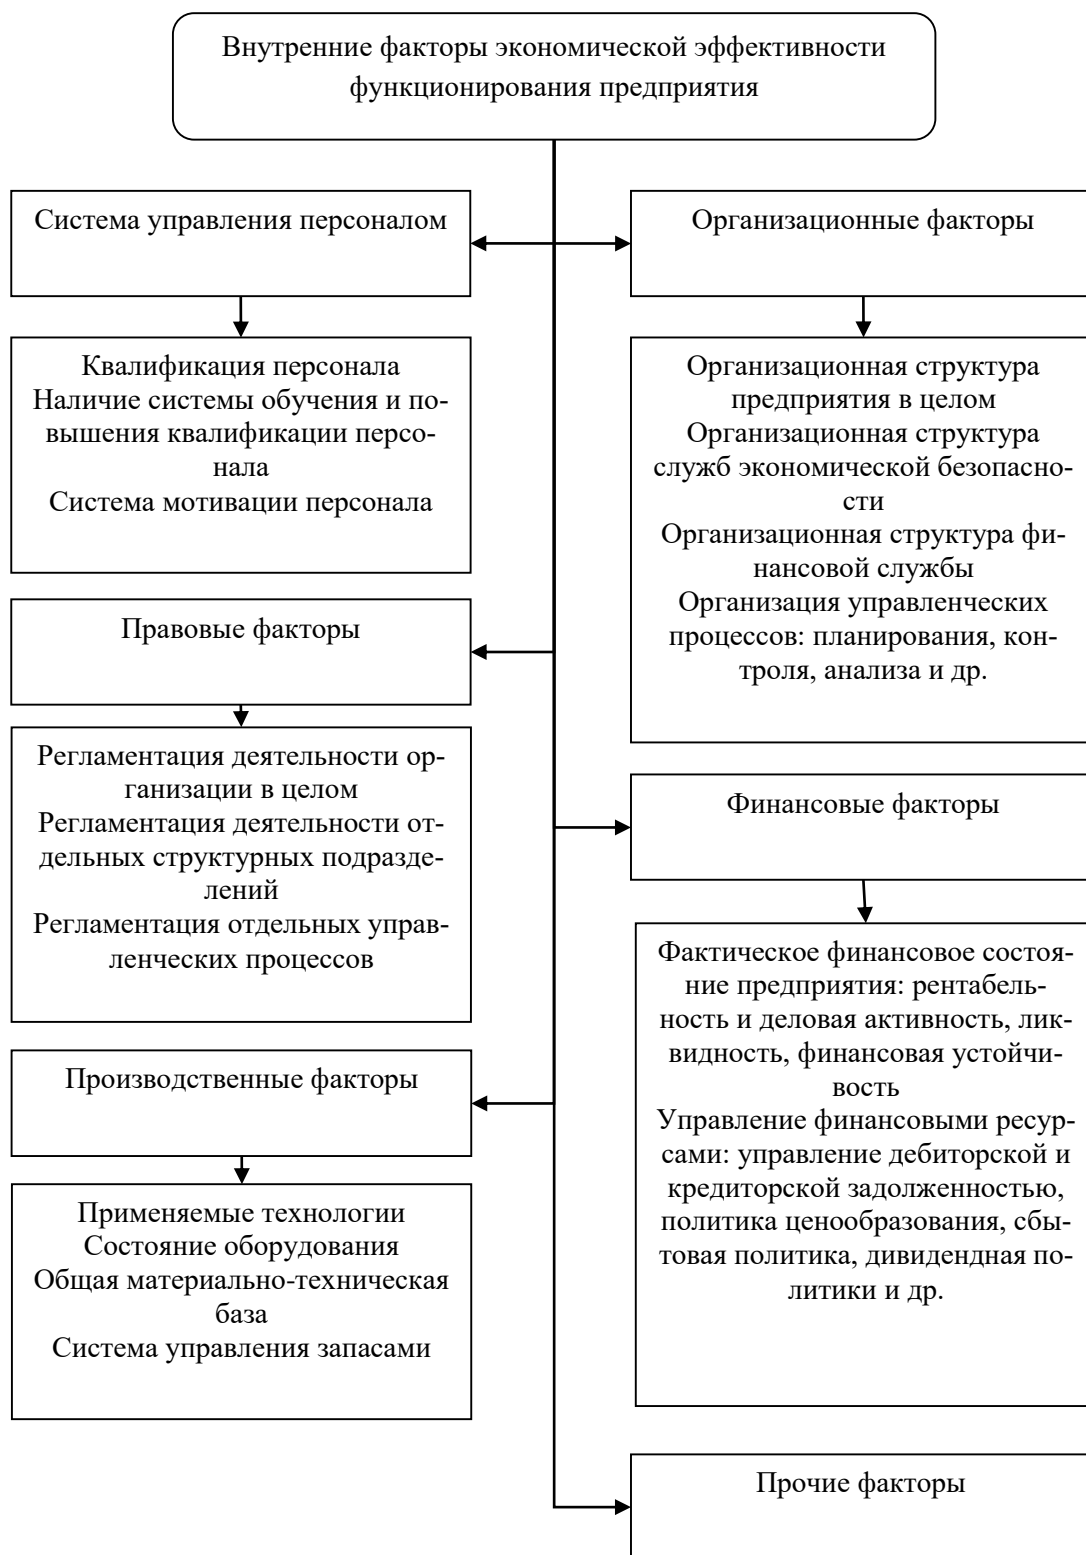 Внутренние факторы экономической эффективности
функционирования предприятия
Система управления персоналом
Организационные факторы
Квалификация персонала
Наличие системы обучения и по-
вышения квалификации персо-
нала
Система мотивации персонала
Организационная структура
предприятия в целом
Организационная структура
служб экономической безопасно-
сти
Организационная структура фи-
нансовой службы
Организация управленческих
процессов: планирования, кон-
троля, анализа и др.
Правовые факторы
Регламентация деятельности ор-
ганизации в целом
Регламентация деятельности от-
дельных структурных подразде-
лений
Регламентация отдельных управ-
ленческих процессов
Финансовые факторы
Фактическое финансовое состоя-
ние предприятия: рентабель-
ность и деловая активность, лик-
видность, финансовая устойчи-
вость
Управление финансовыми ресур-
сами: управление дебиторской и
кредиторской задолженностью,
политика ценообразования, сбы-
товая политика, дивидендная по-
литики и др.
Производственные факторы
Применяемые технологии
Состояние оборудования
Общая материально-техническая
база
Система управления запасами
Прочие факторы